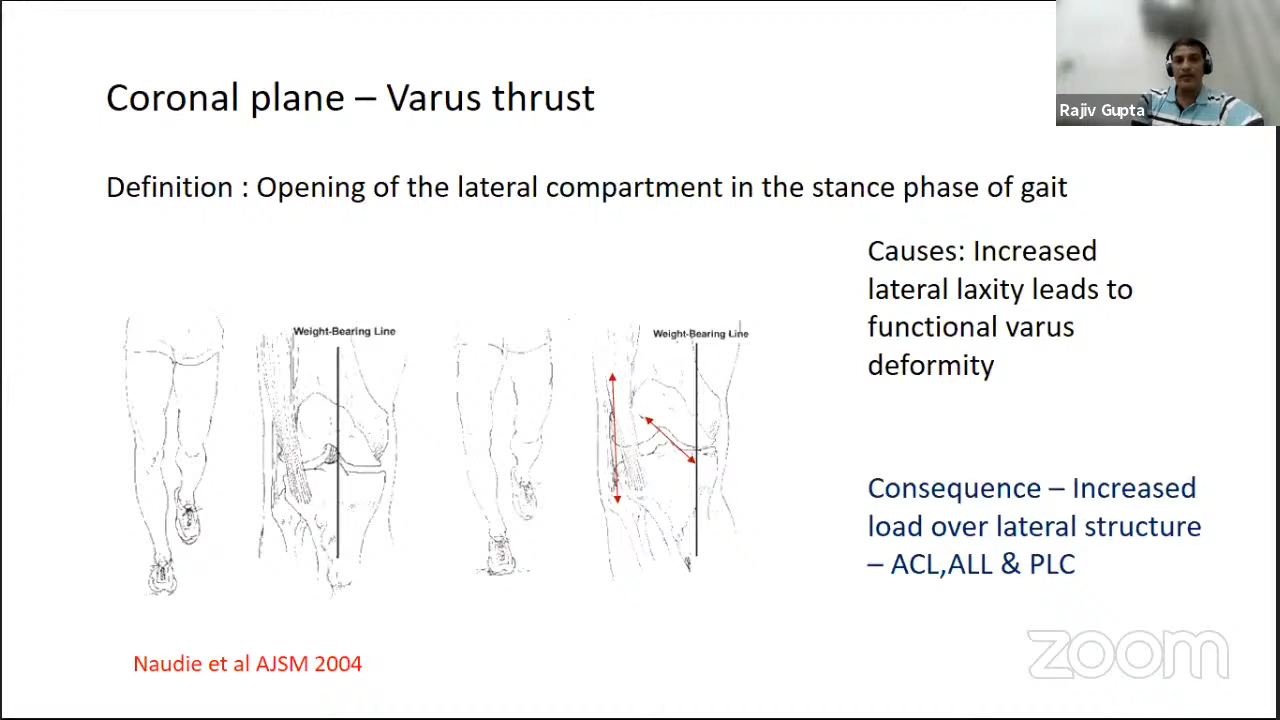 Coronal plane – Varus thrust
Rajiv Gupta
Definition : Opening of the lateral compartment in the stance phase of gait
Causes: Increased
lateral laxity leads to
functional varus
deformity
Weight-Bearing Line
Weight-Bearing Line
Consequence – Increased
load over lateral structure
– ACL,ALL & PLC
Naudie et al AJSM 2004
zoom